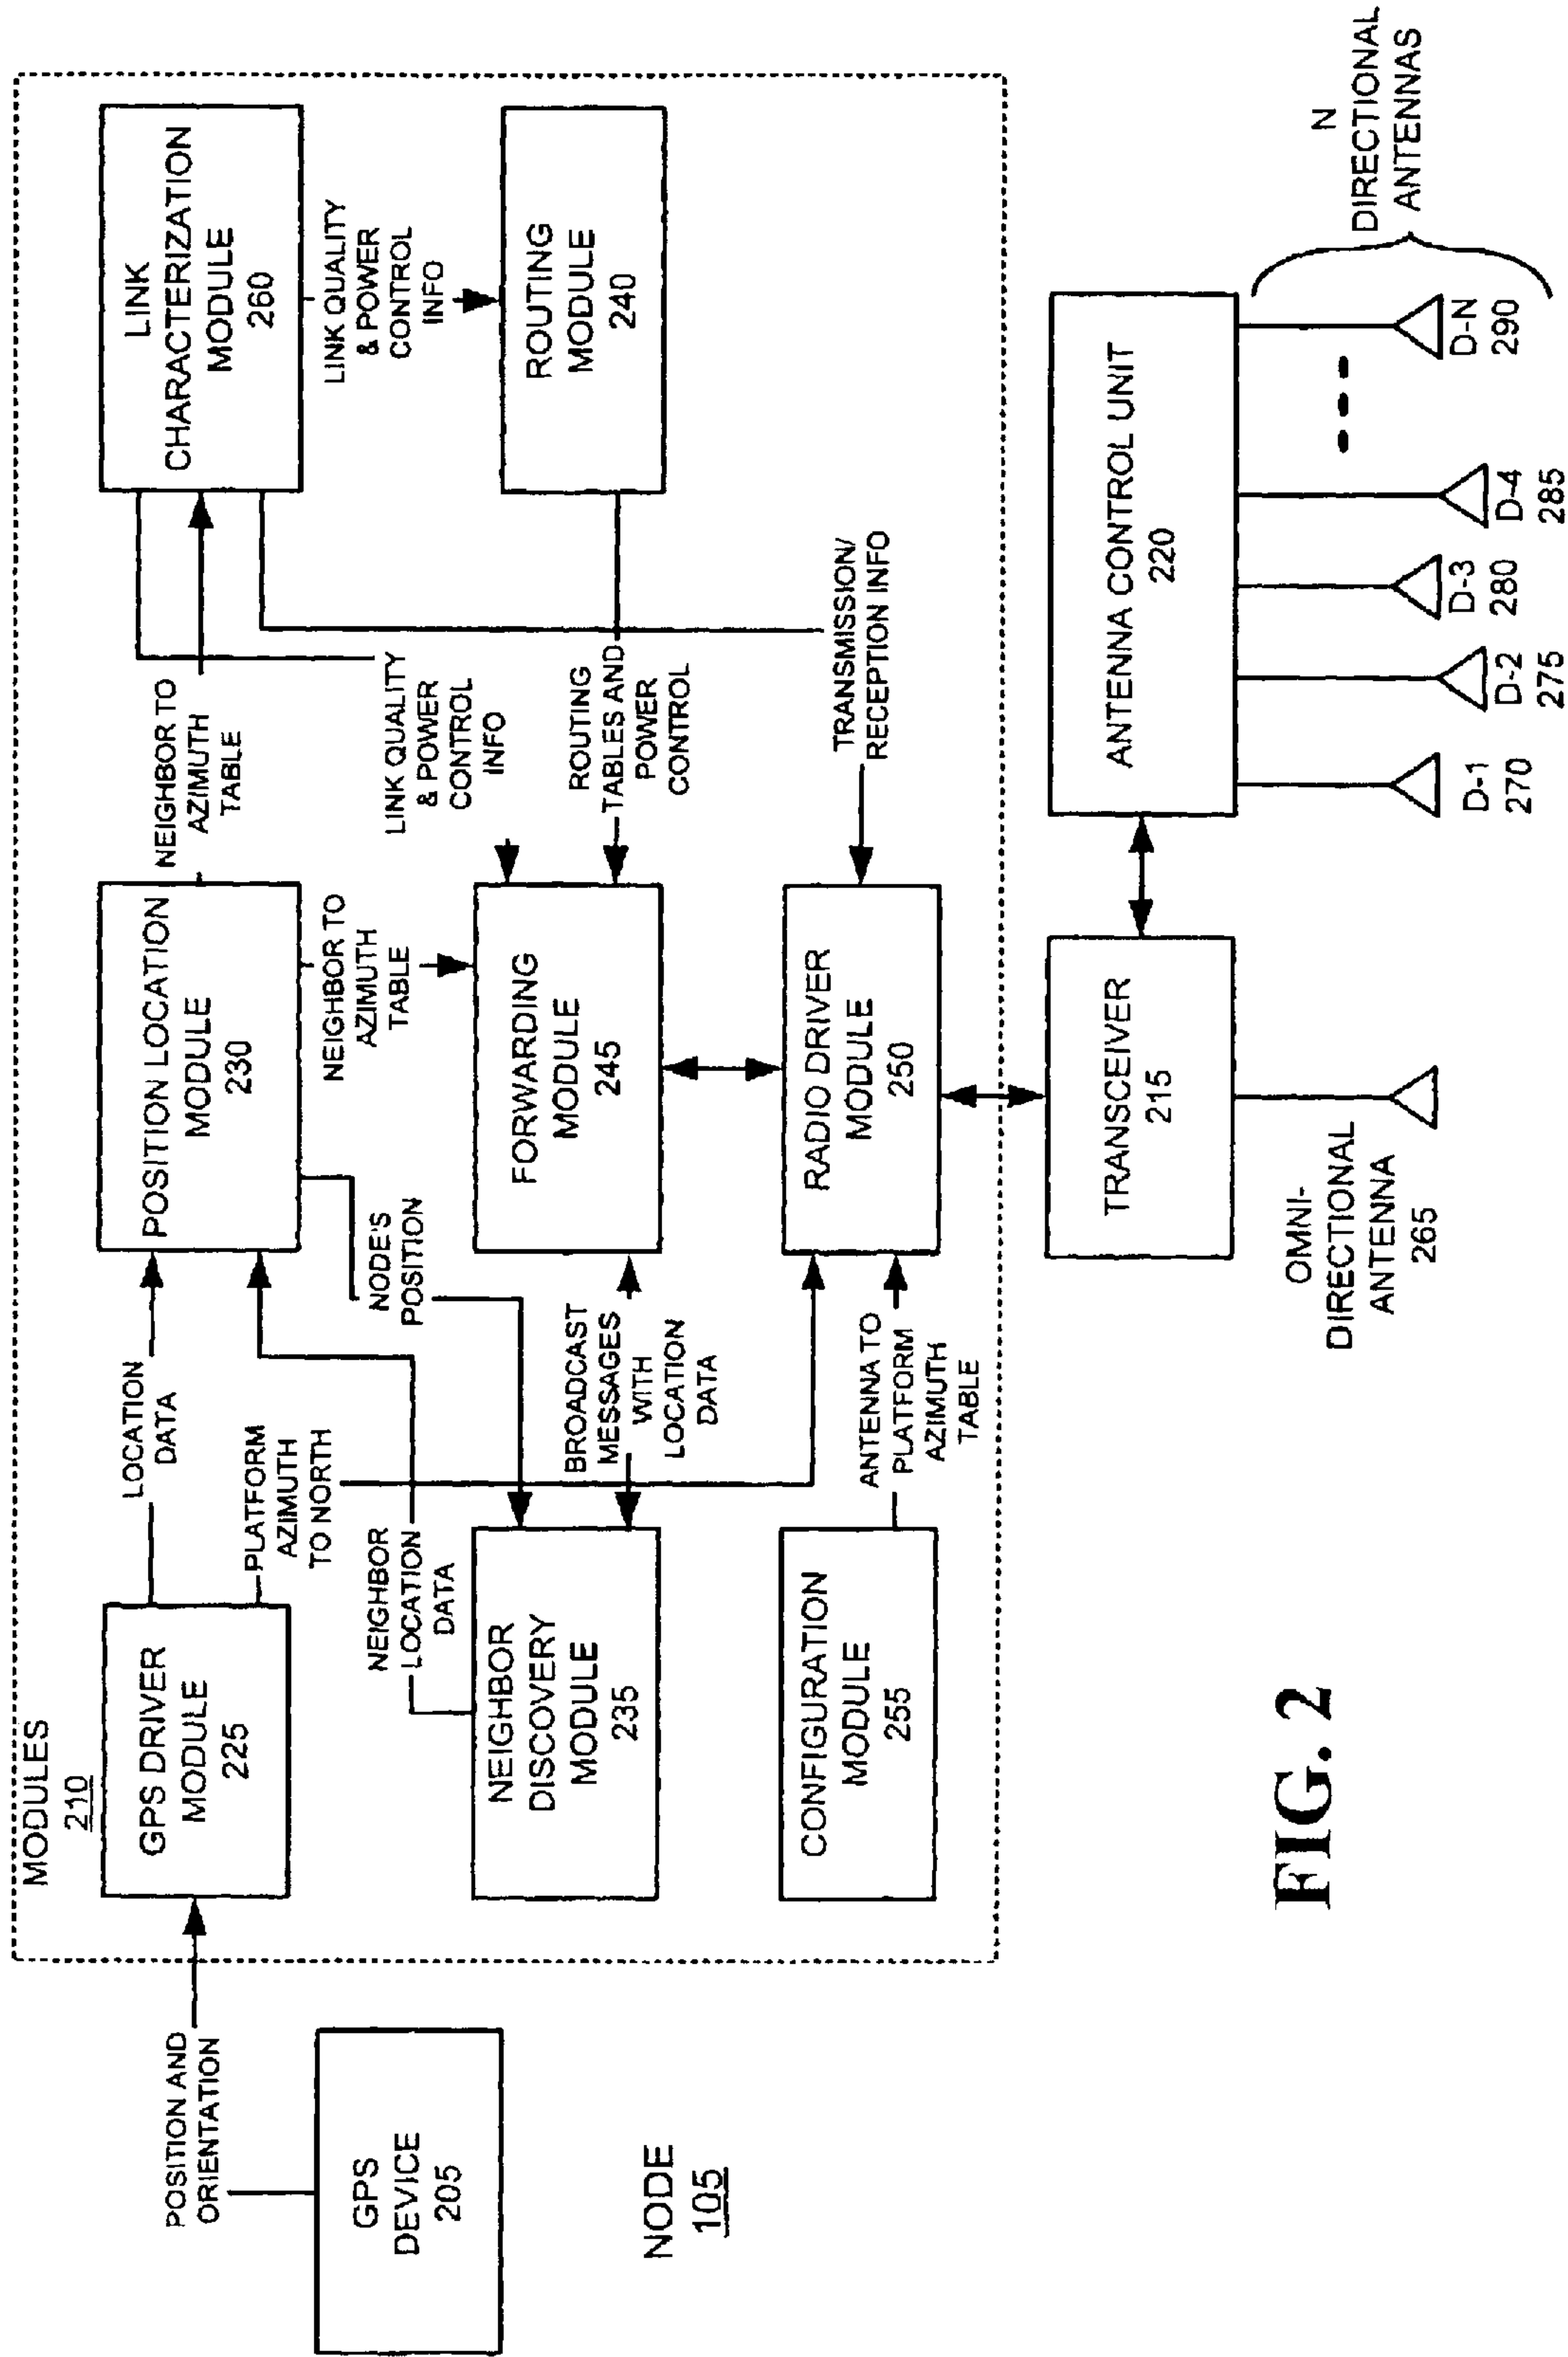 MODULES
210
POSITION AND
ORIENTATION
GPS
DEVICE
205
NODE
105
GPS DRIVER
MODULE
225
LOCATION
DATA
PLATFORM
AZIMUTH
TO NORTH
NEIGHBOR
LOCATION
DATA
NEIGHBOR
DISCOVERY
MODULE
235
CONFIGURATION
MODULE
255
POSITION LOCATION
MODULE
230
NODE'S
POSITION
BROADCAST
MESSAGES
WITH
LOCATION
DATA
ANTENNA TO
PLATFORM
AZIMUTH
TABLE
NEIGHBOR TO
AZIMUTH
TABLE
FORWARDING
MODULE
245
RADIO DRIVER
MODULE
250
NEIGHBOR TO
AZIMUTH
TABLE
LINK QUALITY
& POWER
CONTROL
INFO
ROUTING
TABLES AND
POWER
CONTROL
TRANSMISSION/
RECEPTION INFO
LINK
CHARACTERIZATION
MODULE
260
LINK QUALITY
& POWER
CONTROL
INFO
ROUTING
MODULE
240
TRANSCEIVER
215
ANTENNA CONTROL UNIT
220
OMNI-
DIRECTIONAL
ANTENNA
265
D-1
270
D-2
275
D-3
280
D-4
285
D-N
290
N
DIRECTIONAL
ANTENNAS
FIG. 2